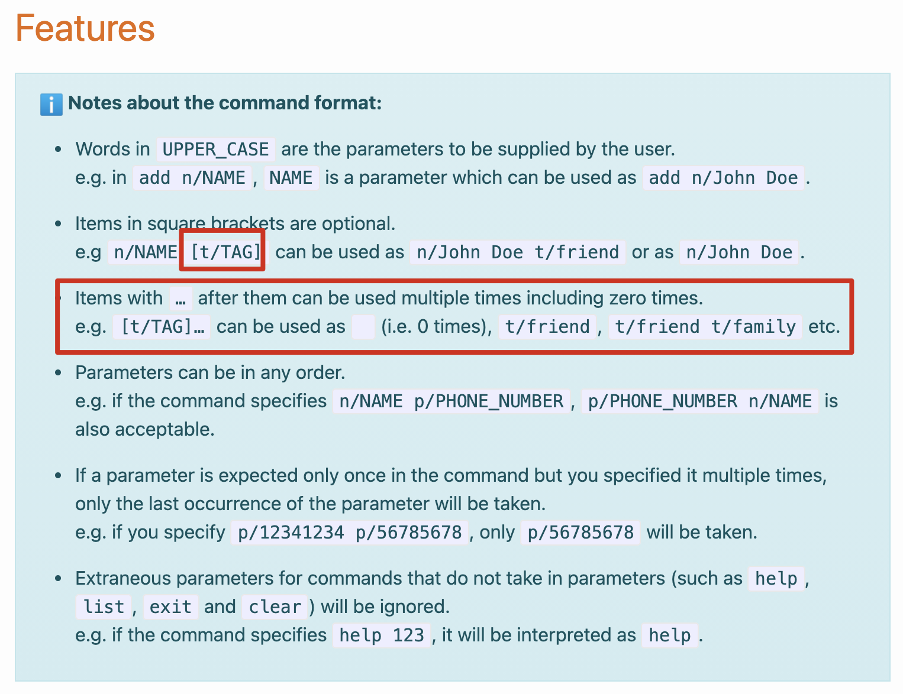 Features
ℹ Notes about the command format:
• Words in UPPER_CASE are the parameters to be supplied by the user.
e.g. in add n/NAME, NAME is a parameter which can be used as add n/John Doe.
• Items in square brackets are optional.
e.g n/NAME [t/TAG] can be used as n/John Doe t/friend or as n/John Doe.
• Items with … after them can be used multiple times including zero times.
e.g. [t/TAG]… can be used as   (i.e. 0 times), t/friend, t/friend t/family etc.
• Parameters can be in any order.
e.g. if the command specifies n/NAME p/PHONE_NUMBER, p/PHONE_NUMBER n/NAME is
also acceptable.
• If a parameter is expected only once in the command but you specified it multiple times,
only the last occurrence of the parameter will be taken.
e.g. if you specify p/12341234 p/56785678, only p/56785678 will be taken.
• Extraneous parameters for commands that do not take in parameters (such as help,
list, exit and clear) will be ignored.
e.g. if the command specifies help 123, it will be interpreted as help.